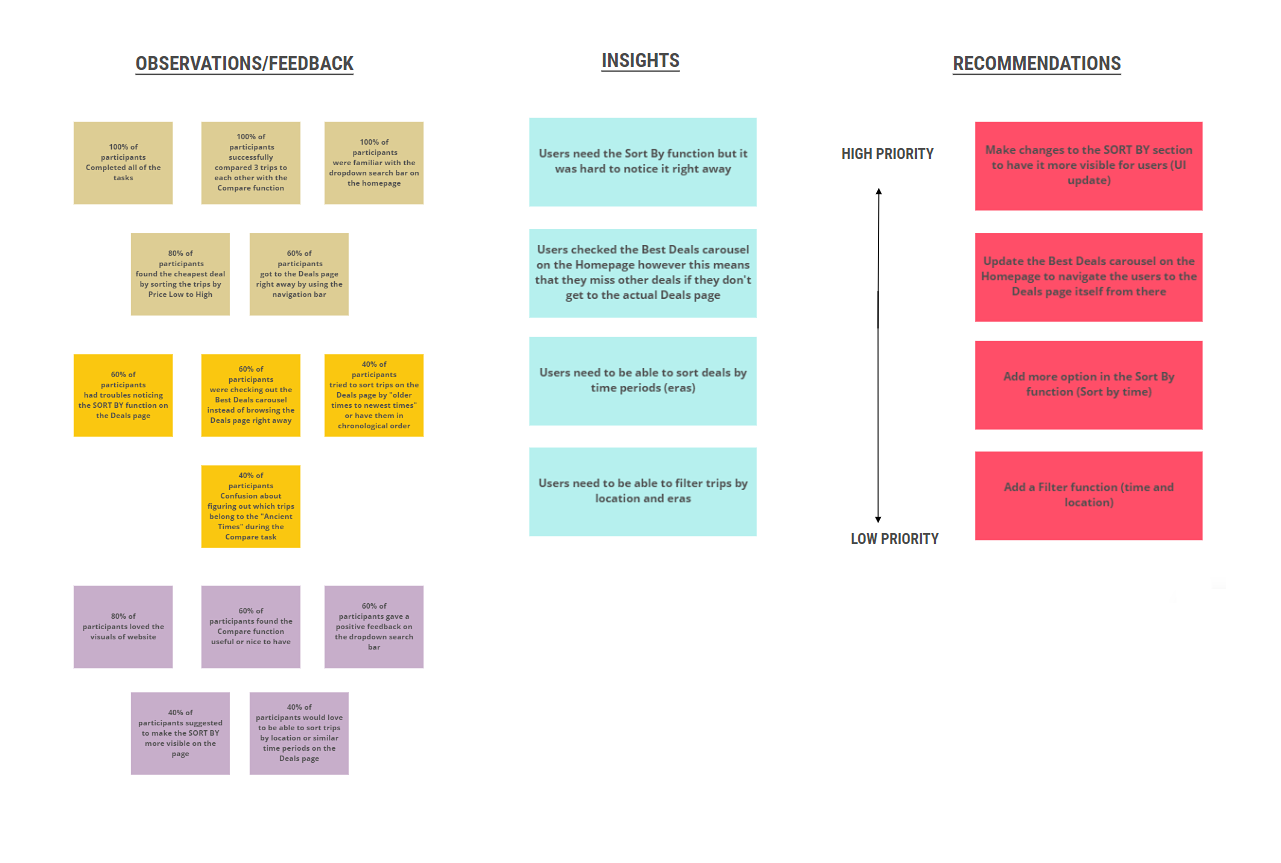 OBSERVATIONS/FEEDBACK
100% of
participants
Completed all of the
tasks
100% of
participants
successfully
compared 3 trips to
each other with the
Compare function
100% of
participants
were familiar with the
dropdown search bar on
the homepage
80% of
participants
found the cheapest deal
by sorting the trips by
Price Low to High
60% of
participants
got to the Deals page
right away by using the
navigation bar
60% of
participants
had troubles noticing
the SORT BY function on
the Deals page
60% of
participants
were checking out the
Best Deals carousel
instead of browsing the
Deals page right away
40% of
participants
tried to sort trips on the
Deals page by "older
times to newest times"
or have them in
chronological order
40% of
participants
Confusion about
figuring out which trips
belong to the "Ancient
Times" during the
Compare task
80% of
participants loved the
visuals of website
60% of
participants found the
Compare function
useful or nice to have
60% of
participants gave a
positive feedback on
the dropdown search
bar
40% of
participants suggested
to make the SORT BY
more visible on the
page
40% of
participants would love
to be able to sort trips
by location or similar
time periods on the
Deals page
INSIGHTS
Users need the Sort By function but it
was hard to notice it right away
Users checked the Best Deals carousel
on the Homepage however this means
that they miss other deals if they don't
get to the actual Deals page
Users need to be able to sort deals by
time periods (eras)
Users need to be able to filter trips by
location and eras
RECOMMENDATIONS
HIGH PRIORITY
Make changes to the SORT BY section
to have it more visible for users (UI
update)
Update the Best Deals carousel on the
Homepage to navigate the users to the
Deals page itself from there
Add more option in the Sort By
function (Sort by time)
Add a Filter function (time and
location)
LOW PRIORITY